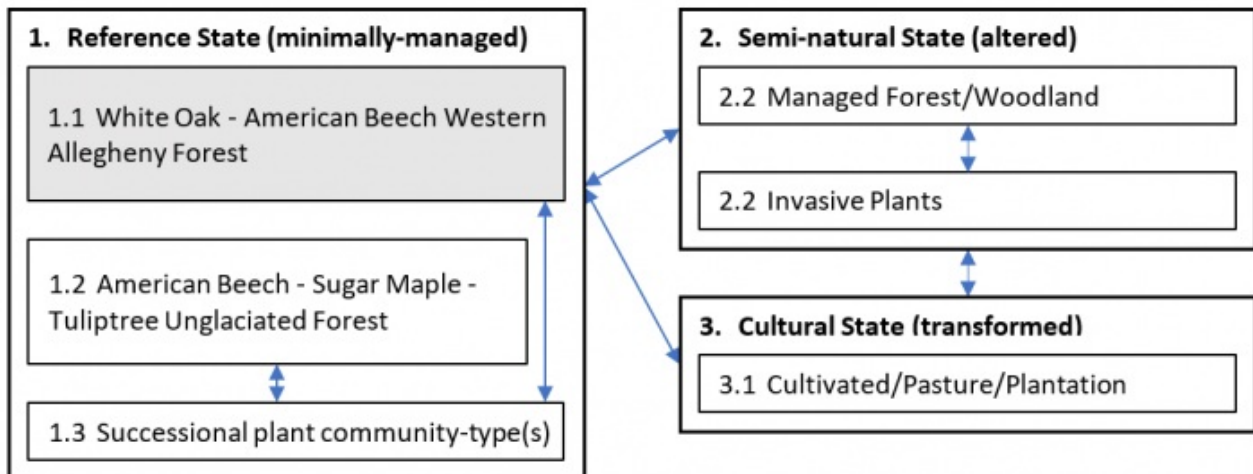 1. Reference State (minimally-managed)
1.1 White Oak - American Beech Western
Allegheny Forest
1.2 American Beech - Sugar Maple -
Tuliptree Unglaciated Forest
1.3 Successional plant community-type(s)
2. Semi-natural State (altered)
2.2 Managed Forest/Woodland
2.2 Invasive Plants
3. Cultural State (transformed)
3.1 Cultivated/Pasture/Plantation